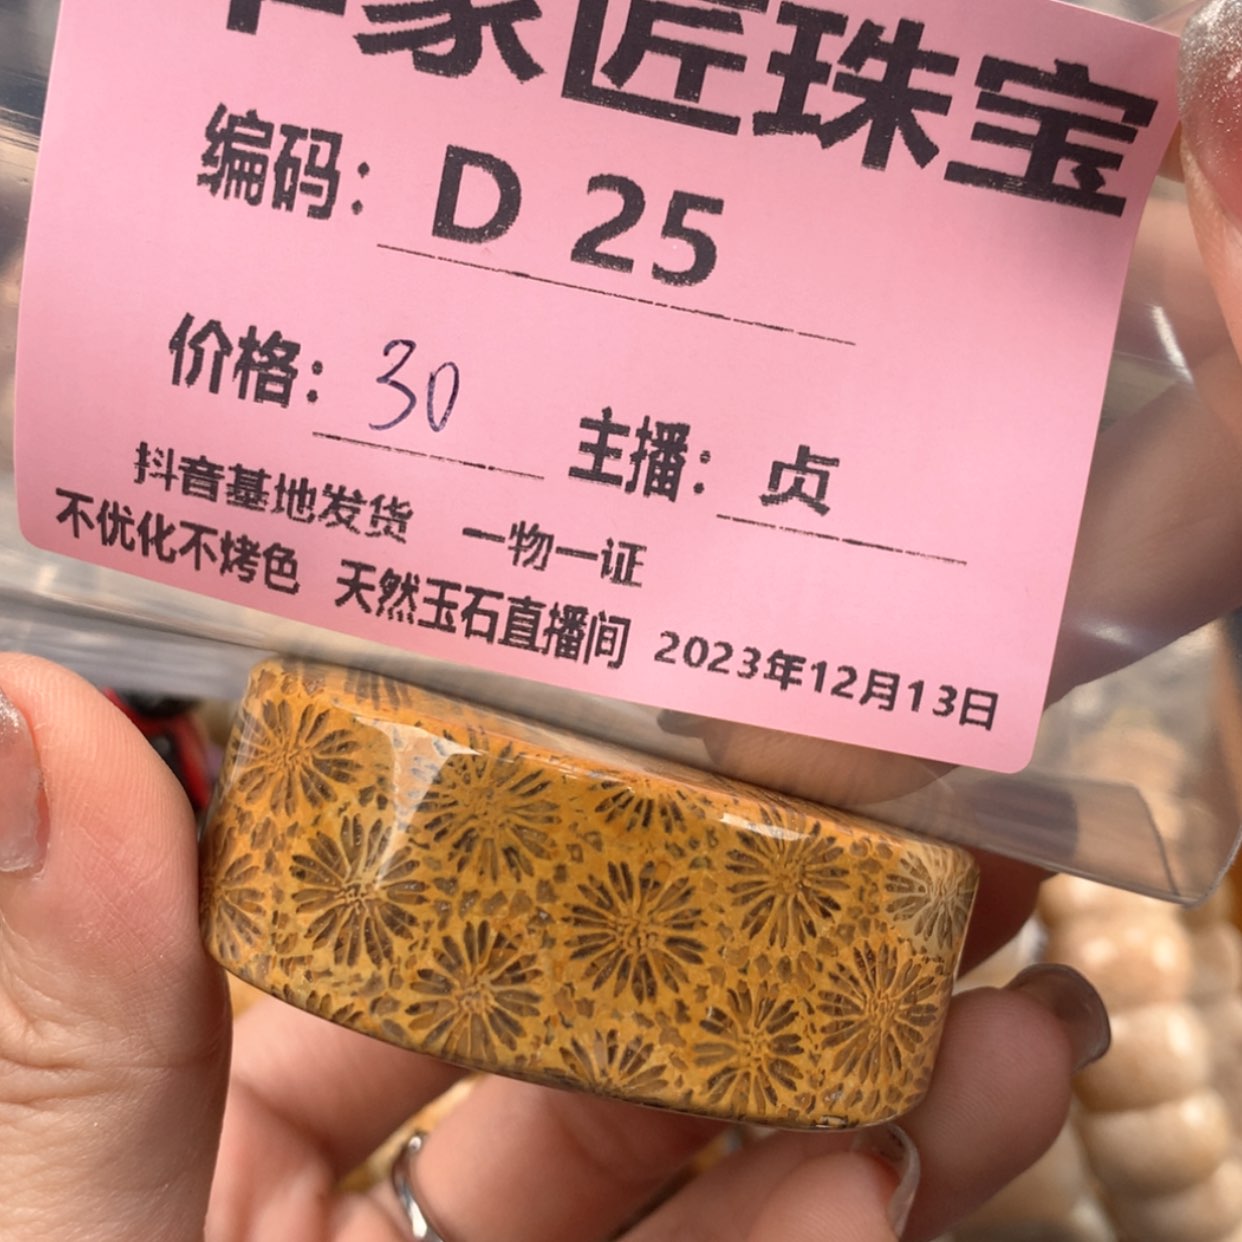 家匠珠宝
编码：D 25
价格：30 主播：贞
抖音基地发货 一物一证
不优化不烤色 天然玉石直播间 2023年12月13日